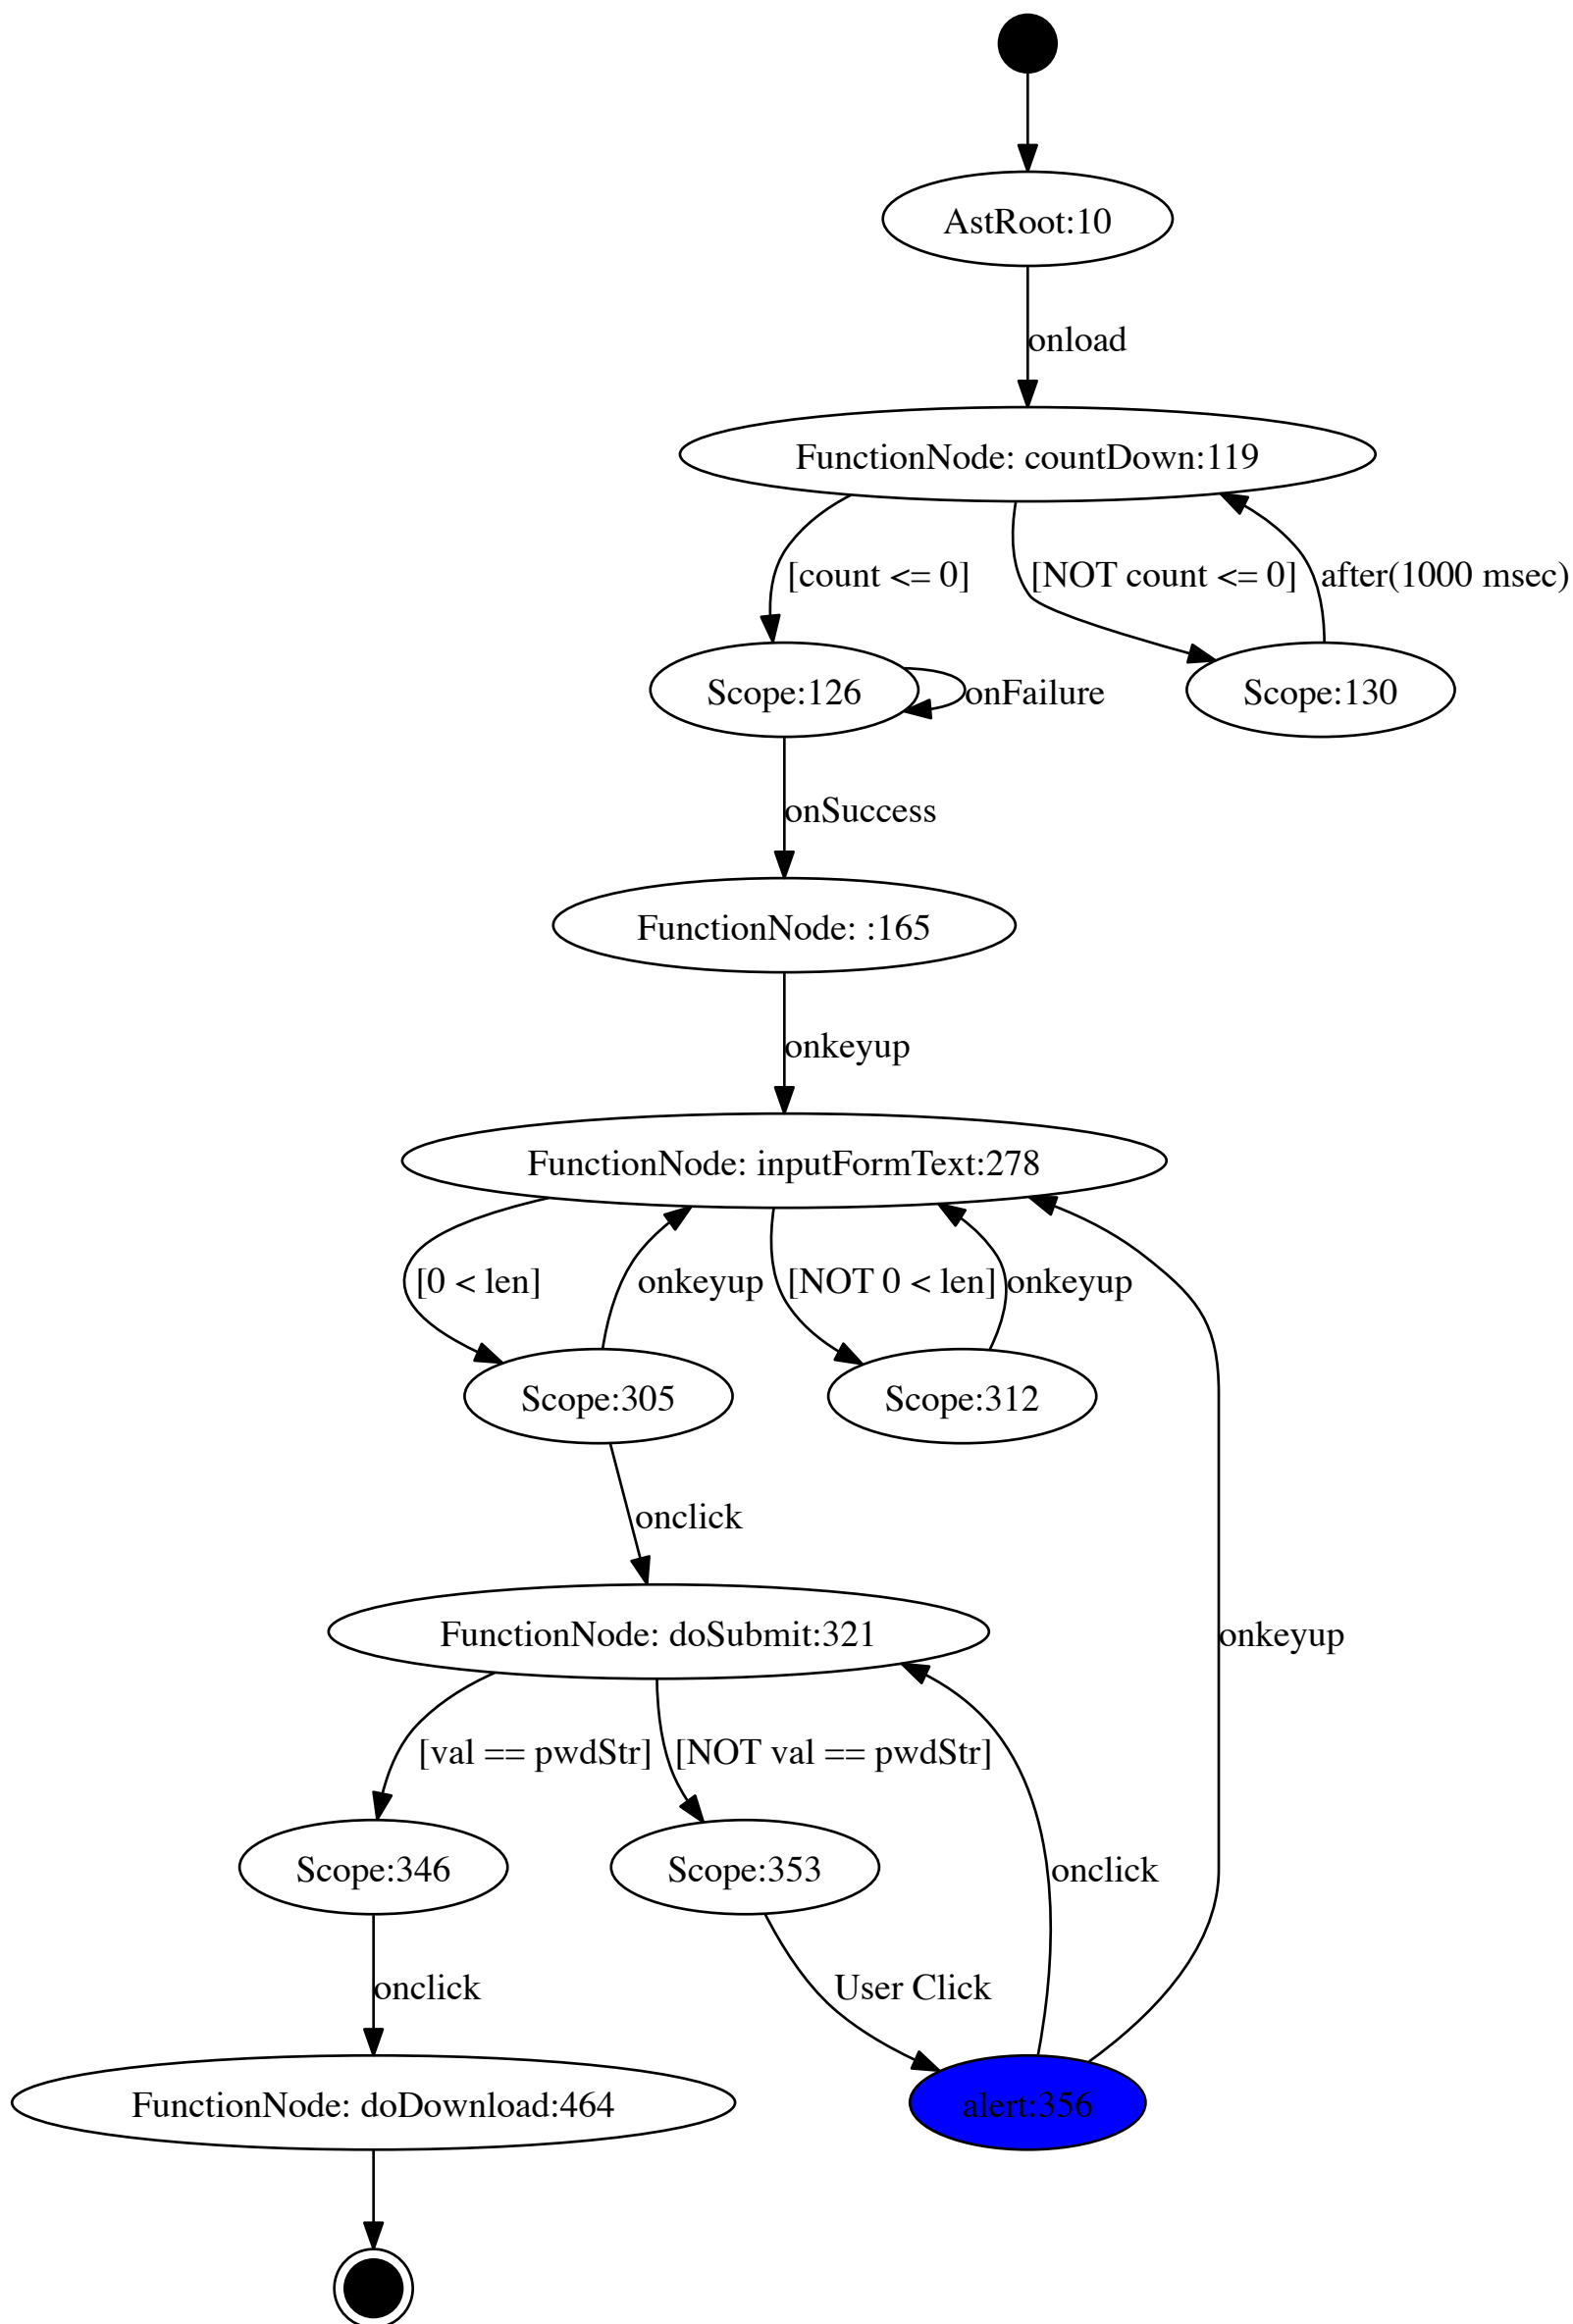 AstRoot:10
onload
FunctionNode: countDown:119
[count <= 0]
[NOT count <= 0]
after(1000 msec)
Scope:126
onFailure
Scope:130
onSuccess
FunctionNode: :165
onkeyup
FunctionNode: inputFormText:278
[0 < len]
onkeyup
[NOT 0 < len]
onkeyup
Scope:305
Scope:312
onclick
FunctionNode: doSubmit:321
onkeyup
[val == pwdStr]
[NOT val == pwdStr]
Scope:346
Scope:353
onclick
onclick
User Click
FunctionNode: doDownload:464
alert:356